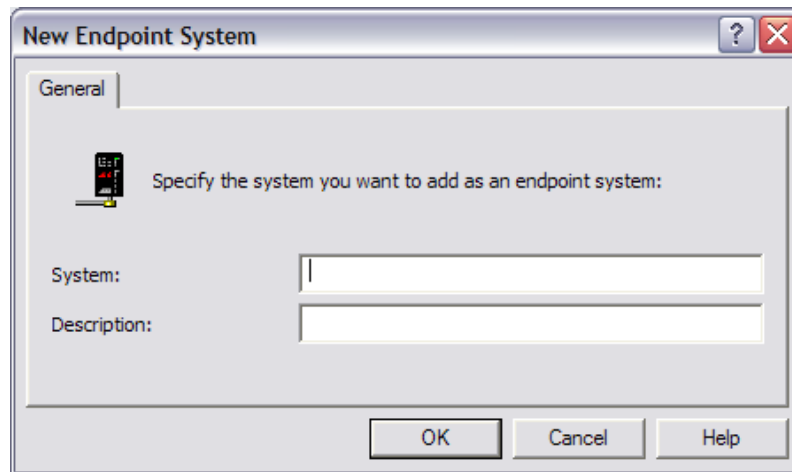 New Endpoint System
?
General
Specify the system you want to add as an endpoint system:
System:
Description:
OK Cancel Help